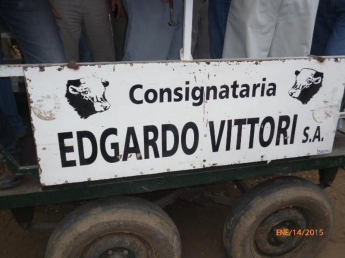 Consignataria
EDGARDO VITTORI S.A.
ENE/14/2015